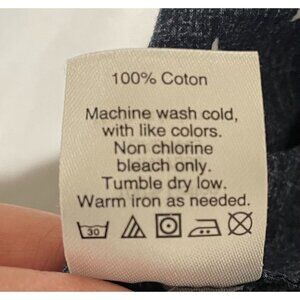 100% Coton
Machine wash cold,
with like colors.
Non chlorine
bleach only.
Tumble dry low.
Warm iron as needed.
30